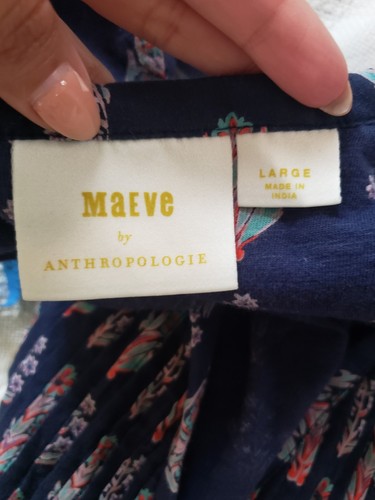 MaEve
by
ANTHROPOLOGIE
LARGE
MADE IN
INDIA